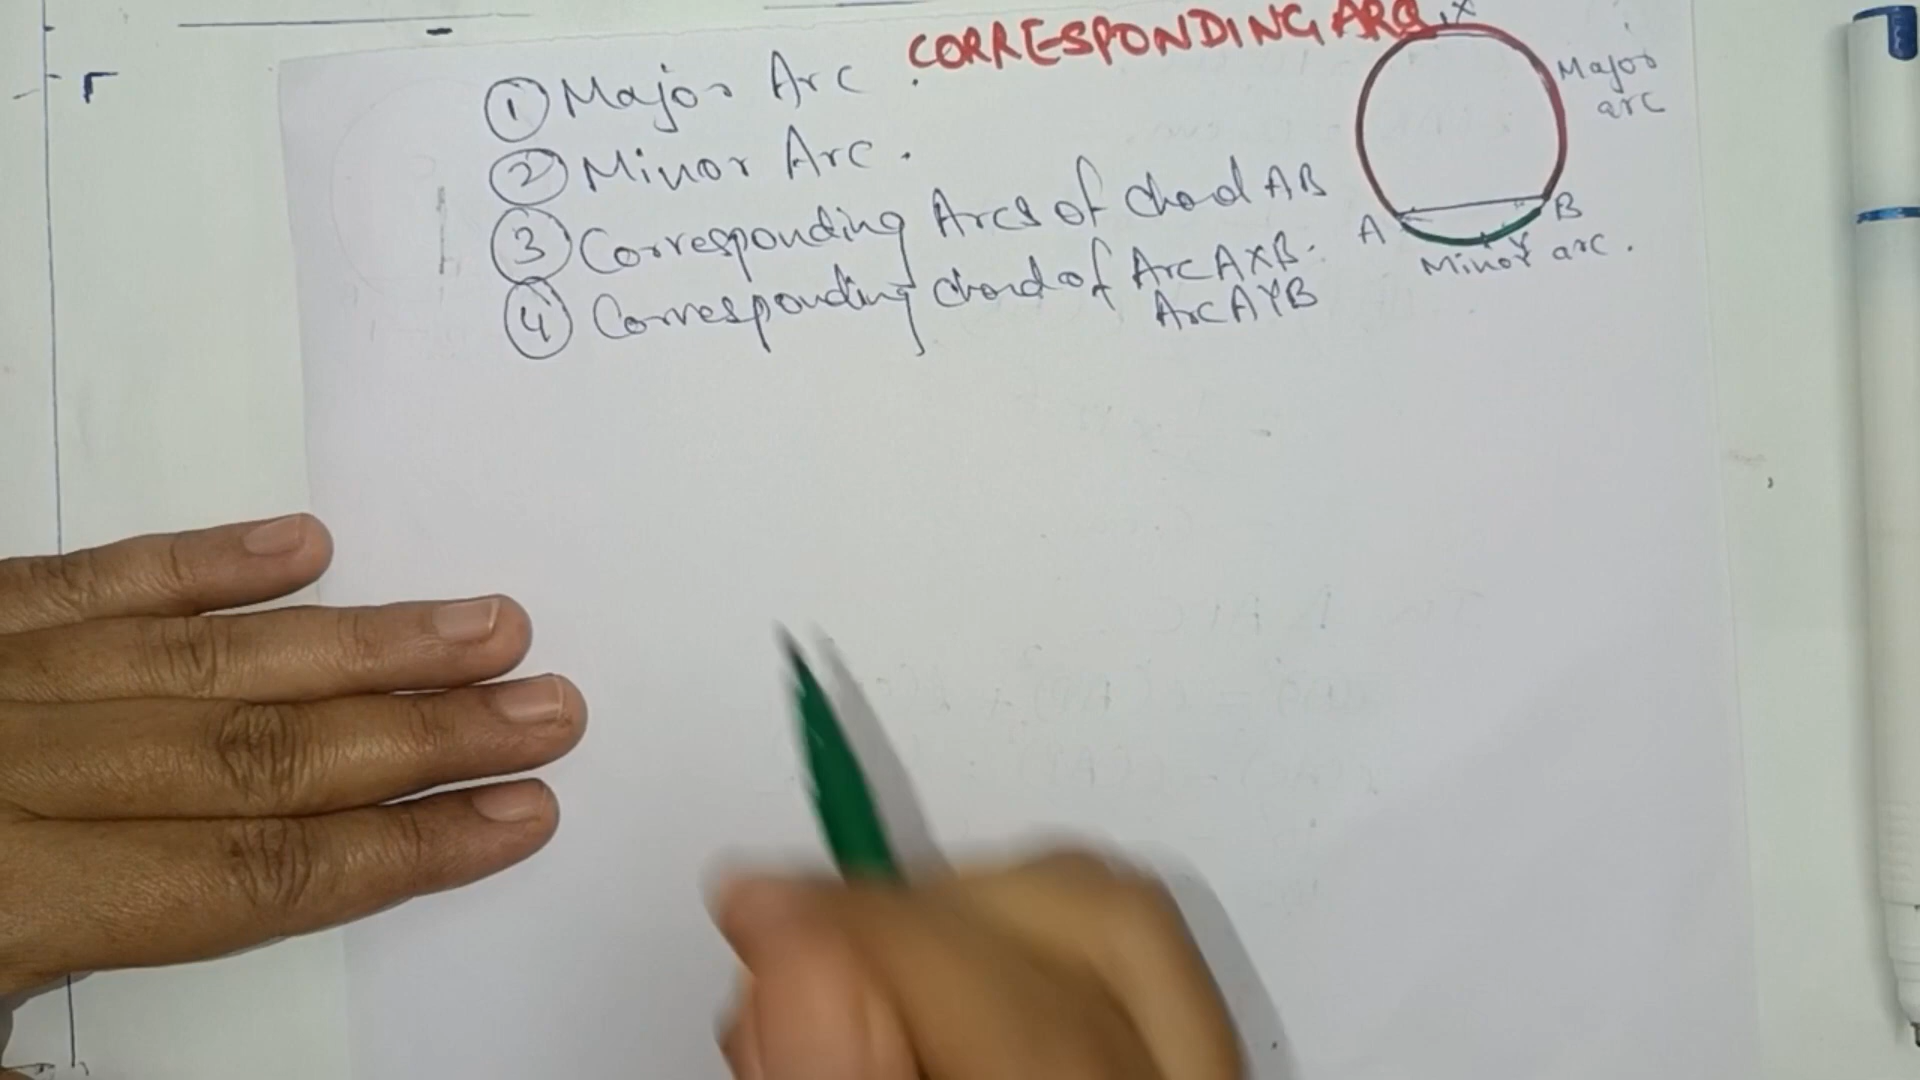 CORRESPONDING ARC
① Major Arc .
② Minor Arc .
③ Corresponding Arcs of chord AB
④ Corresponding chord of Arc AXB.
Arc AYB
X
Major
arc
A
B
Y
Minor arc .